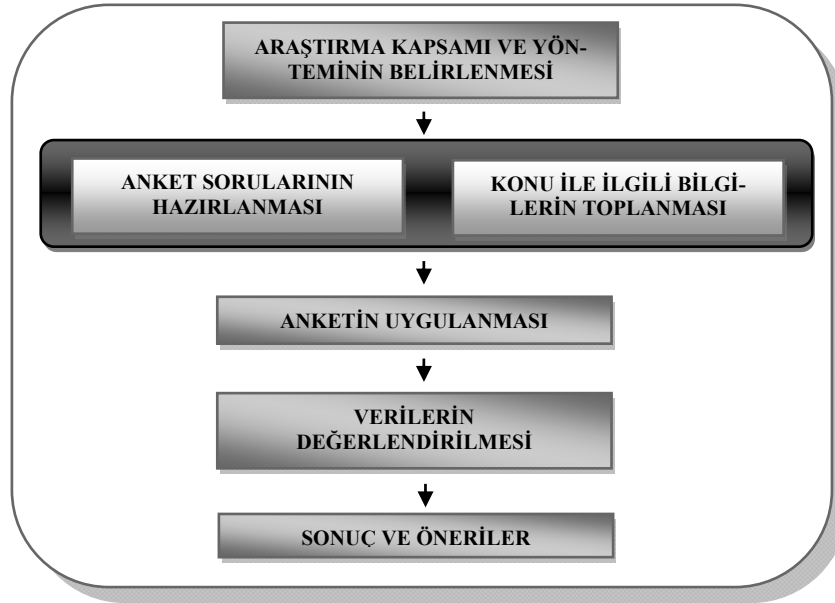 ARAŞTIRMA KAPSAMI VE YÖN-
TEMİNİN BELİRLENMESİ
ANKET SORULARININ
HAZIRLANMASI
KONU İLE İLGİLİ BİLGİ-
LERİN TOPLANMASI
ANKETİN UYGULANMASI
VERİLERİN
DEĞERLENDİRİLMESİ
SONUÇ VE ÖNERİLER